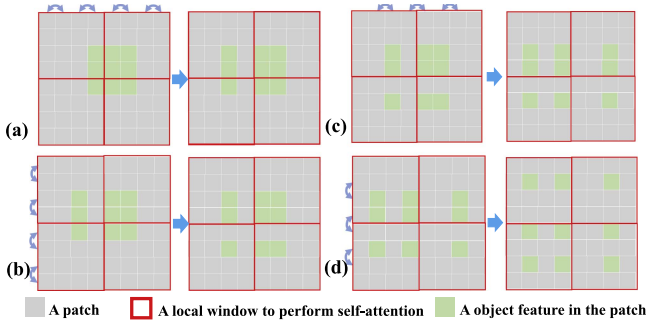 (a)
(c)
(b)
(d)
A patch
A local window to perform self-attention
A object feature in the patch